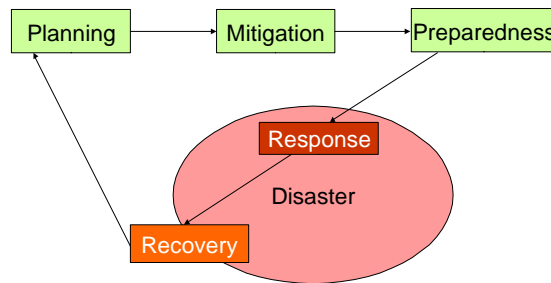 Planning
Mitigation
Preparedness
Response
Disaster
Recovery